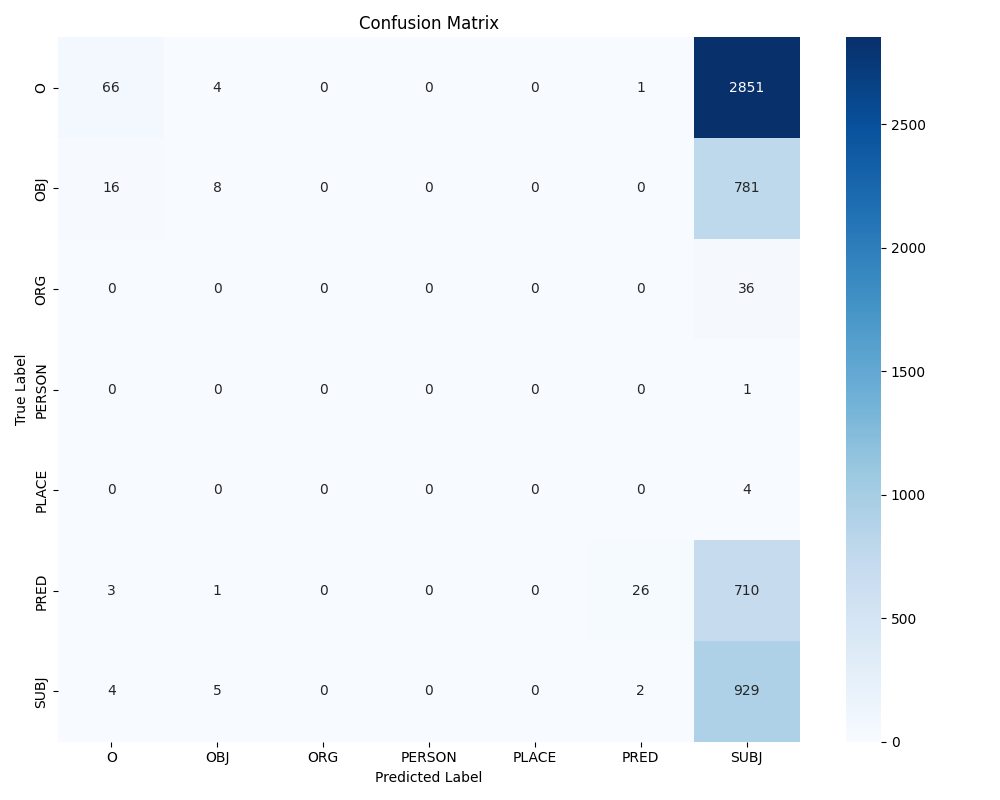 Confusion Matrix
O 66 4 0 0 0 1 2851
OBJ 16 8 0 0 0 0 781
ORG 0 0 0 0 0 0 36
PERSON 0 0 0 0 0 0 1
PLACE 0 0 0 0 0 0 4
PRED 3 1 0 0 0 26 710
SUBJ 4 5 0 0 0 2 929
O OBJ ORG PERSON PLACE PRED SUBJ
Predicted Label
True Label
2500
2000
1500
1000
500
0